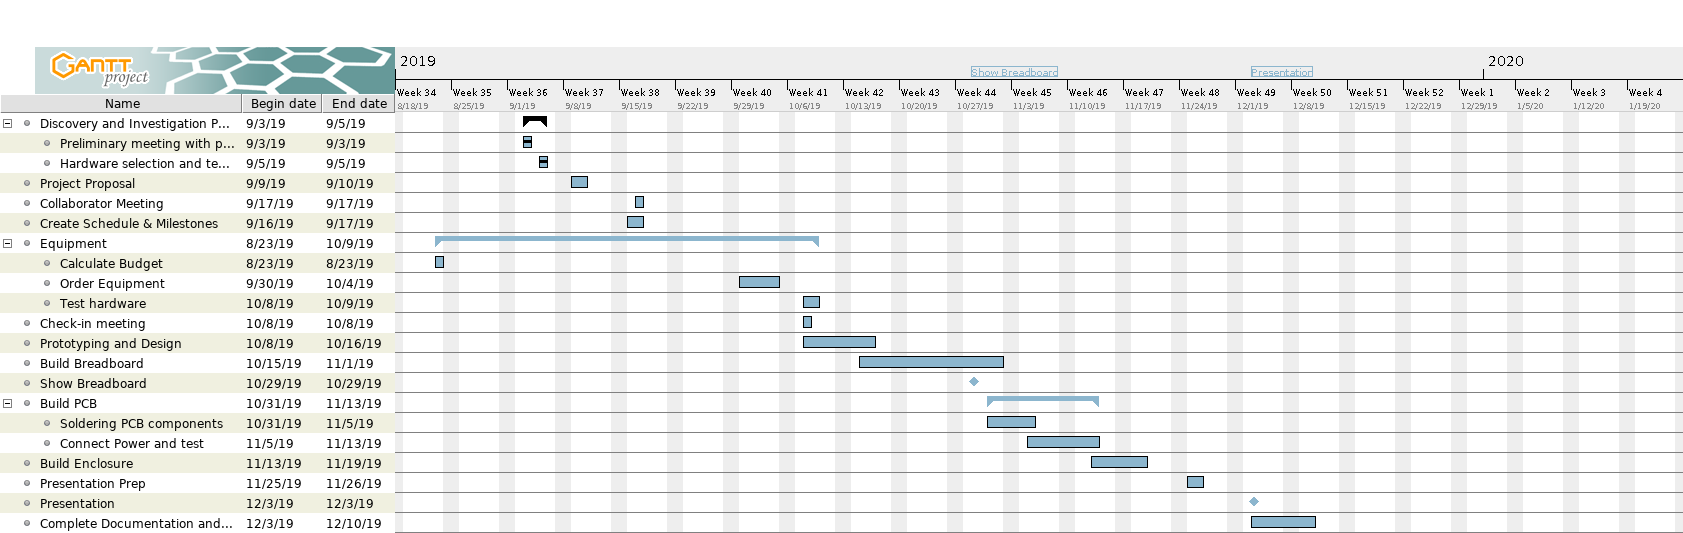 GANTT
project
2019
2020
Show Breadboard
Presentation
Week 34 Week 35 Week 36 Week 37 Week 38 Week 39 Week 40 Week 41 Week 42 Week 43 Week 44 Week 45 Week 46 Week 47 Week 48 Week 49 Week 50 Week 51 Week 52 Week 1 Week 2 Week 3 Week 4
8/18/19 8/25/19 9/1/19 9/8/19 9/15/19 9/22/19 9/29/19 10/6/19 10/13/19 10/20/19 10/27/19 11/3/19 11/10/19 11/17/19 11/24/19 12/1/19 12/8/19 12/15/19 12/22/19 12/29/19 1/5/20 1/12/20 1/19/20
Name Begin date End date
Discovery and Investigation P... 9/3/19 9/5/19
Preliminary meeting with p... 9/3/19 9/3/19
Hardware selection and te... 9/5/19 9/5/19
Project Proposal 9/9/19 9/10/19
Collaborator Meeting 9/17/19 9/17/19
Create Schedule & Milestones 9/16/19 9/17/19
Equipment 8/23/19 10/9/19
Calculate Budget 8/23/19 8/23/19
Order Equipment 9/30/19 10/4/19
Test hardware 10/8/19 10/9/19
Check-in meeting 10/8/19 10/8/19
Prototyping and Design 10/8/19 10/16/19
Build Breadboard 10/15/19 11/1/19
Show Breadboard 10/29/19 10/29/19
Build PCB 10/31/19 11/13/19
Soldering PCB components 10/31/19 11/5/19
Connect Power and test 11/5/19 11/13/19
Build Enclosure 11/13/19 11/19/19
Presentation Prep 11/25/19 11/26/19
Presentation 12/3/19 12/3/19
Complete Documentation and... 12/3/19 12/10/19